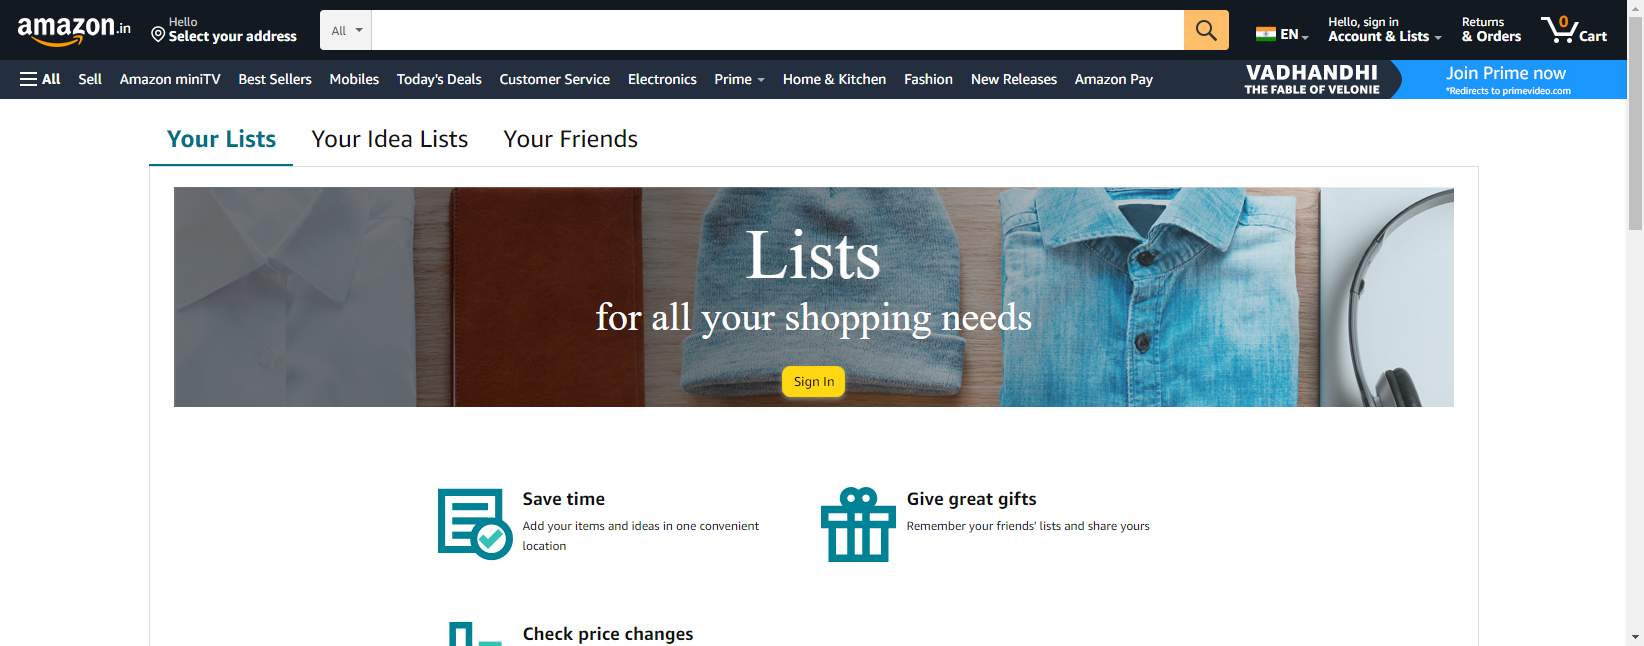 amazon.in
Hello
Select your address
All
EN
Hello, sign in
Account & Lists
Returns
& Orders
0
Cart
All
Sell
Amazon miniTV
Best Sellers
Mobiles
Today's Deals
Customer Service
Electronics
Prime
Home & Kitchen
Fashion
New Releases
Amazon Pay
VADHANDHI
THE FABLE OF VELONIE
Join Prime now
*Redirects to primevideo.com
Your Lists
Your Idea Lists
Your Friends
Lists
for all your shopping needs
Sign In
Save time
Add your items and ideas in one convenient
location
Give great gifts
Remember your friends' lists and share yours
Check price changes